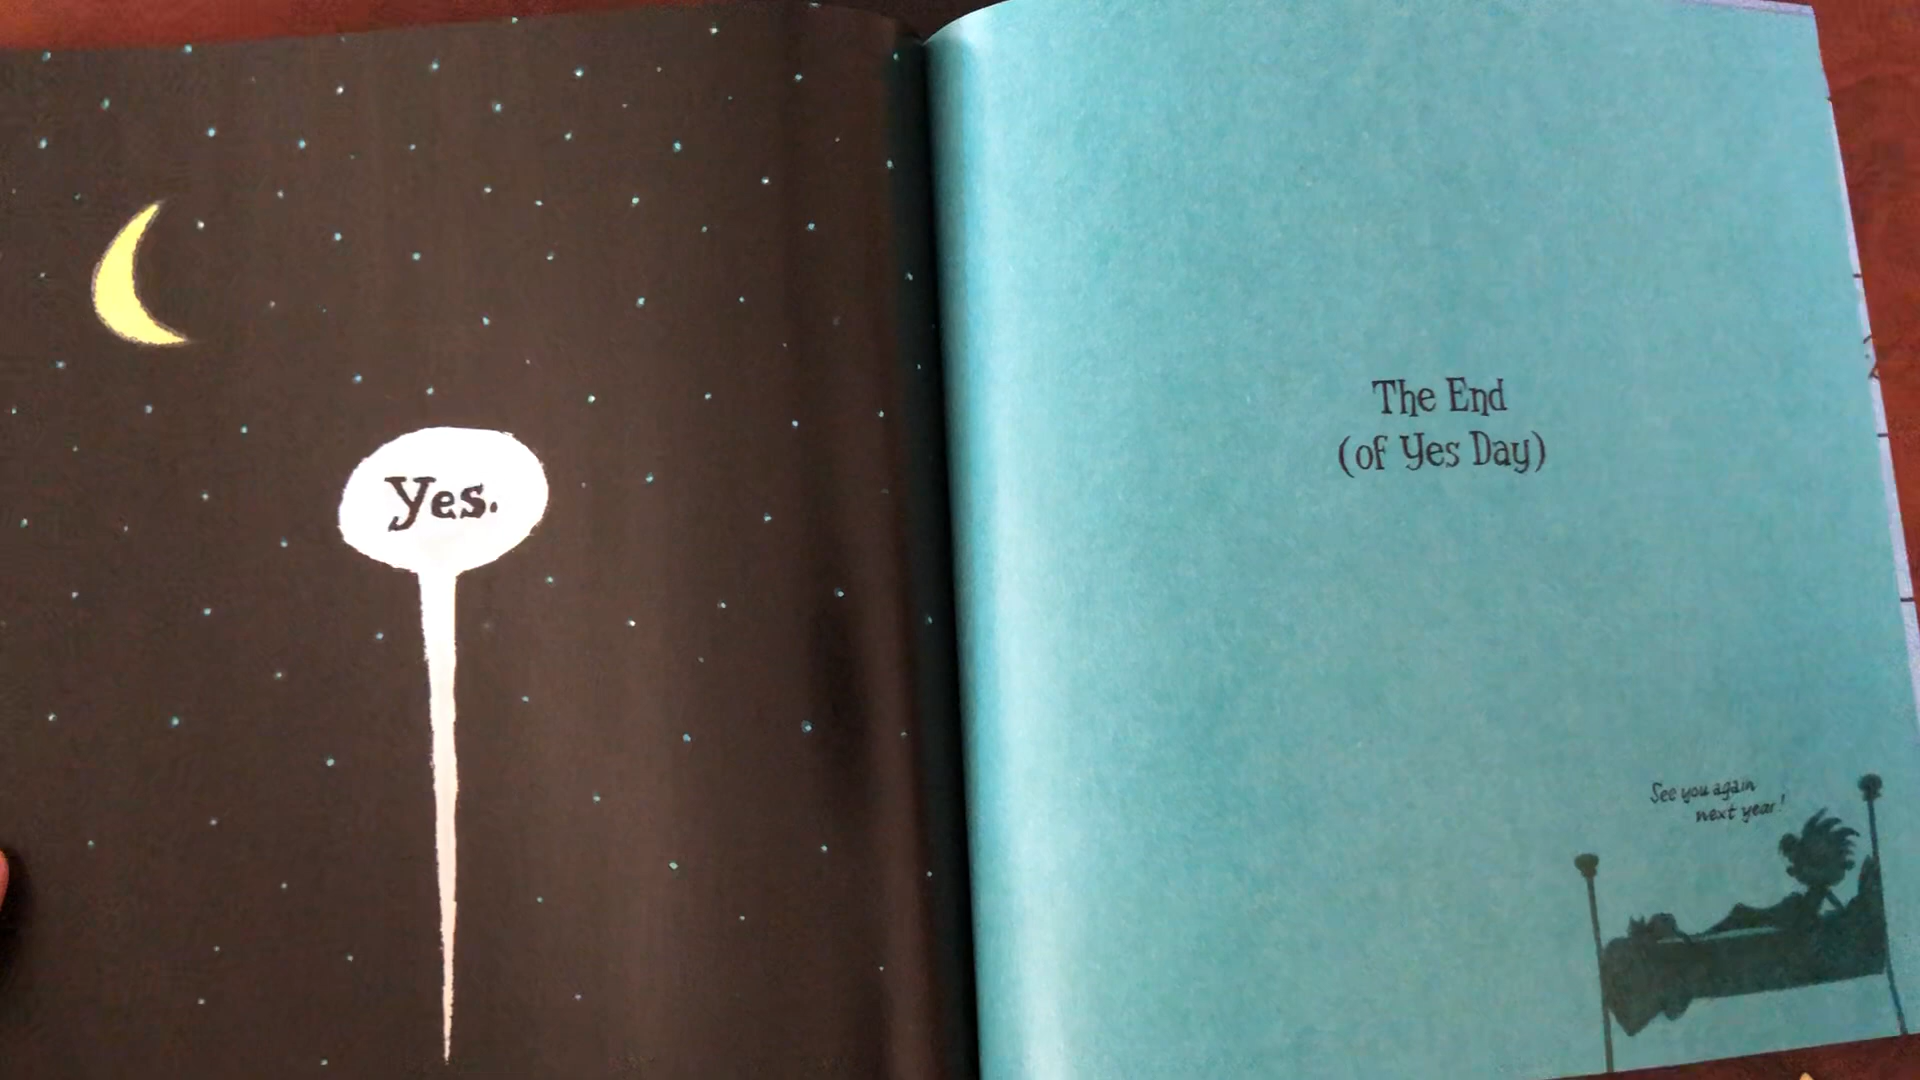 Yes.
The End
(of Yes Day)
See you again
next year!